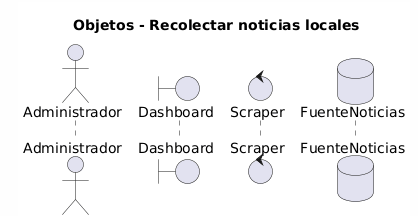 Objetos - Recolectar noticias locales
Administrador Dashboard Scraper FuenteNoticias
Administrador Dashboard Scraper FuenteNoticias